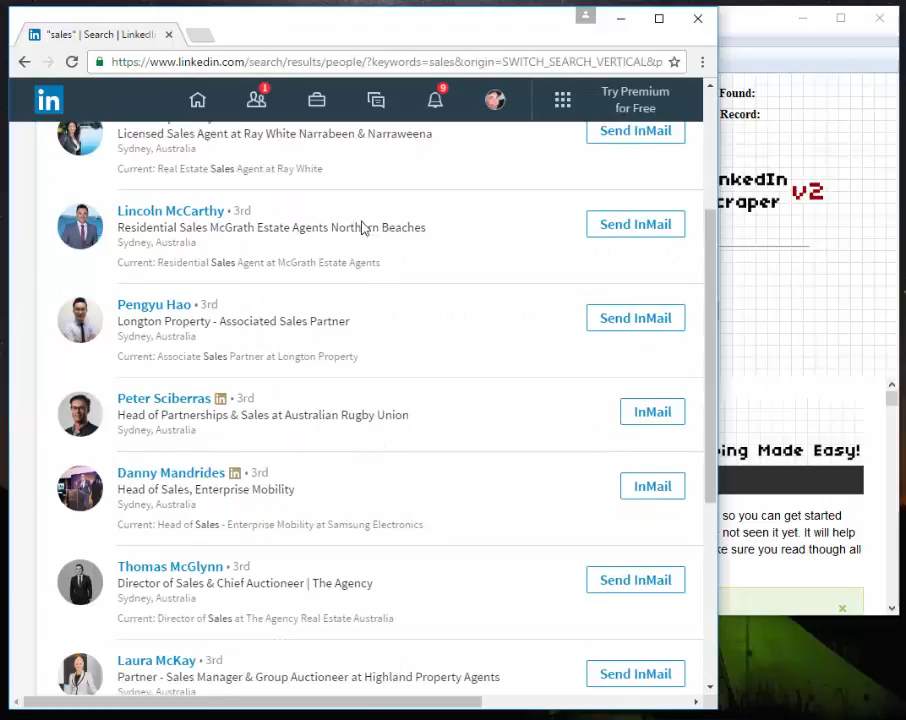 "sales" | Search | LinkedIn
https://www.linkedin.com/search/results/people/?keywords=sales&origin=SWITCH_SEARCH_VERTICAL&p
in
1
9
Try Premium
for Free
Licensed Sales Agent at Ray White Narrabeen & Narraweena
Sydney, Australia
Current: Real Estate Sales Agent at Ray White
Send InMail
Lincoln McCarthy • 3rd
Residential Sales McGrath Estate Agents Northern Beaches
Sydney, Australia
Current: Residential Sales Agent at McGrath Estate Agents
Send InMail
Pengyu Hao • 3rd
Longton Property - Associated Sales Partner
Sydney, Australia
Current: Associate Sales Partner at Longton Property
Send InMail
Peter Sciberras in • 3rd
Head of Partnerships & Sales at Australian Rugby Union
Sydney, Australia
InMail
Danny Mandrides in • 3rd
Head of Sales, Enterprise Mobility
Sydney, Australia
Current: Head of Sales - Enterprise Mobility at Samsung Electronics
InMail
Thomas McGlynn • 3rd
Director of Sales & Chief Auctioneer | The Agency
Sydney, Australia
Current: Director of Sales at The Agency Real Estate Australia
Send InMail
Laura McKay • 3rd
Partner - Sales Manager & Group Auctioneer at Highland Property Agents
Sydney, Australia
Send InMail
Found:
Record:
nkedIn
scraper
v2
ing Made Easy!
so you can get started
not seen it yet. It will help
ke sure you read though all